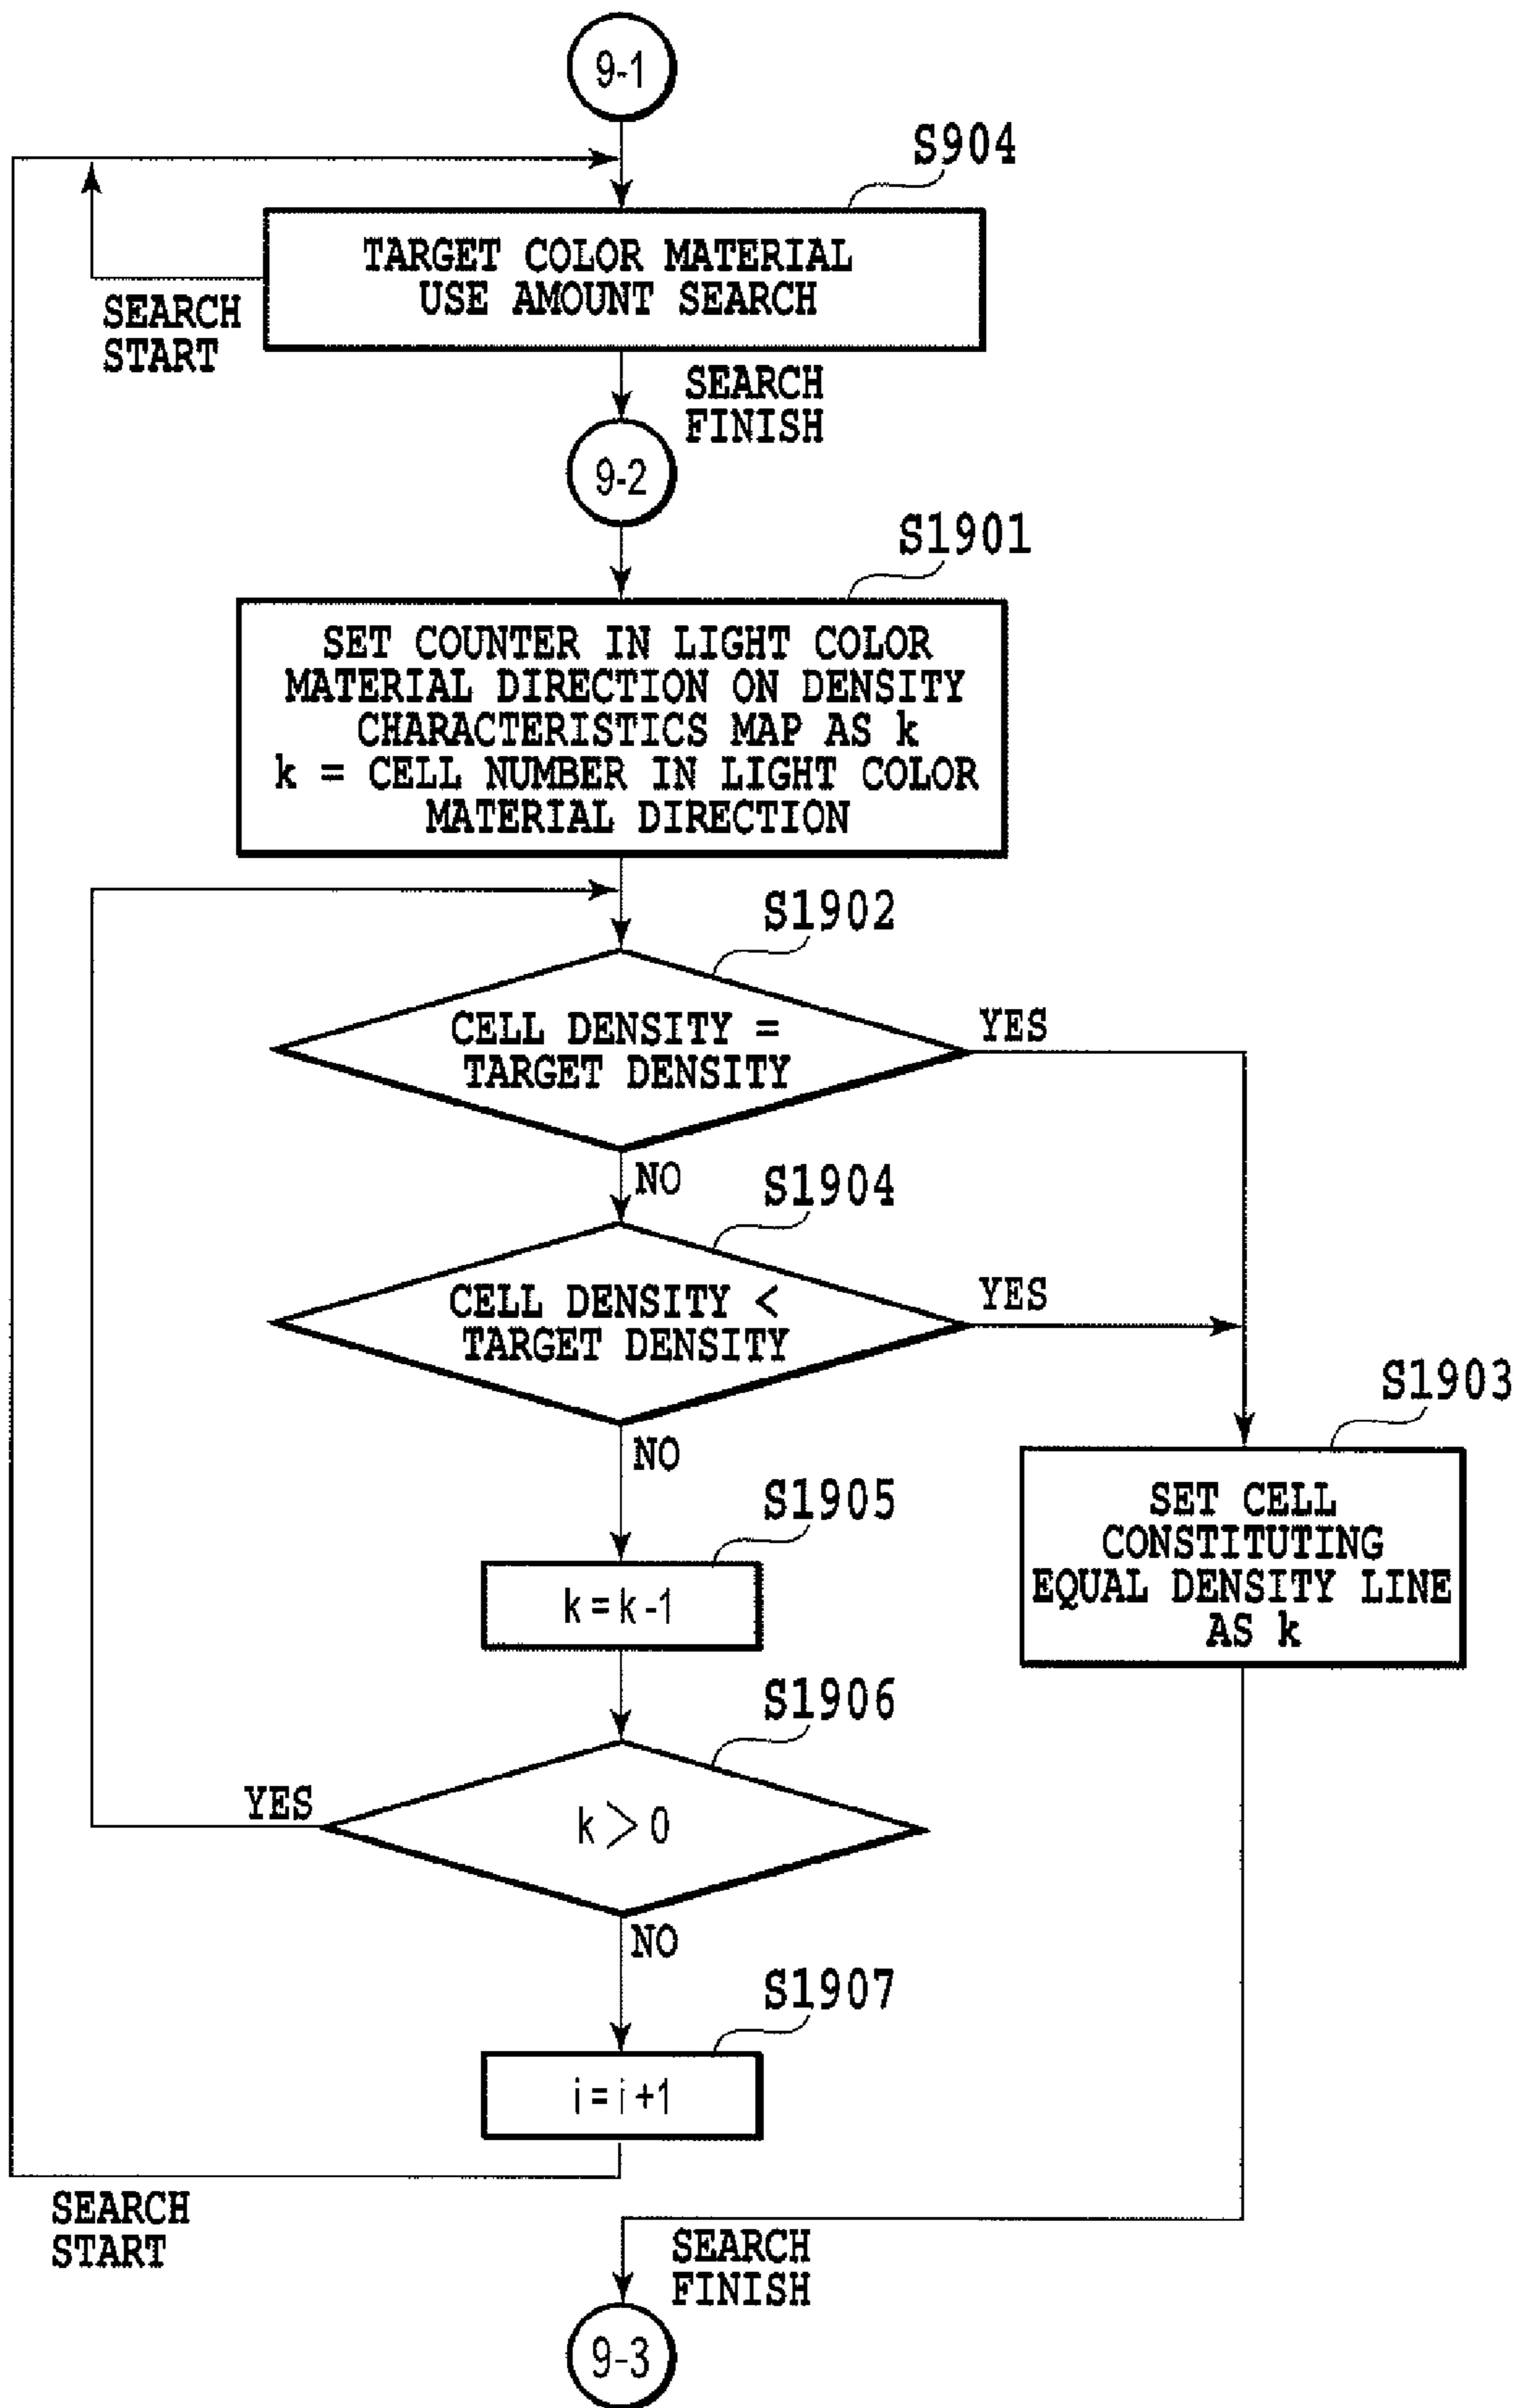 9-1
S904
TARGET COLOR MATERIAL
USE AMOUNT SEARCH
SEARCH
START
SEARCH
FINISH
9-2
S1901
SET COUNTER IN LIGHT COLOR
MATERIAL DIRECTION ON DENSITY
CHARACTERISTICS MAP AS k
k = CELL NUMBER IN LIGHT COLOR
MATERIAL DIRECTION
S1902
CELL DENSITY =
TARGET DENSITY
YES
NO
S1904
CELL DENSITY <
TARGET DENSITY
YES
NO
S1903
SET CELL
CONSTITUTING
EQUAL DENSITY LINE
AS k
S1905
k = k -1
S1906
k > 0
YES
NO
S1907
i = i +1
SEARCH
START
SEARCH
FINISH
9-3